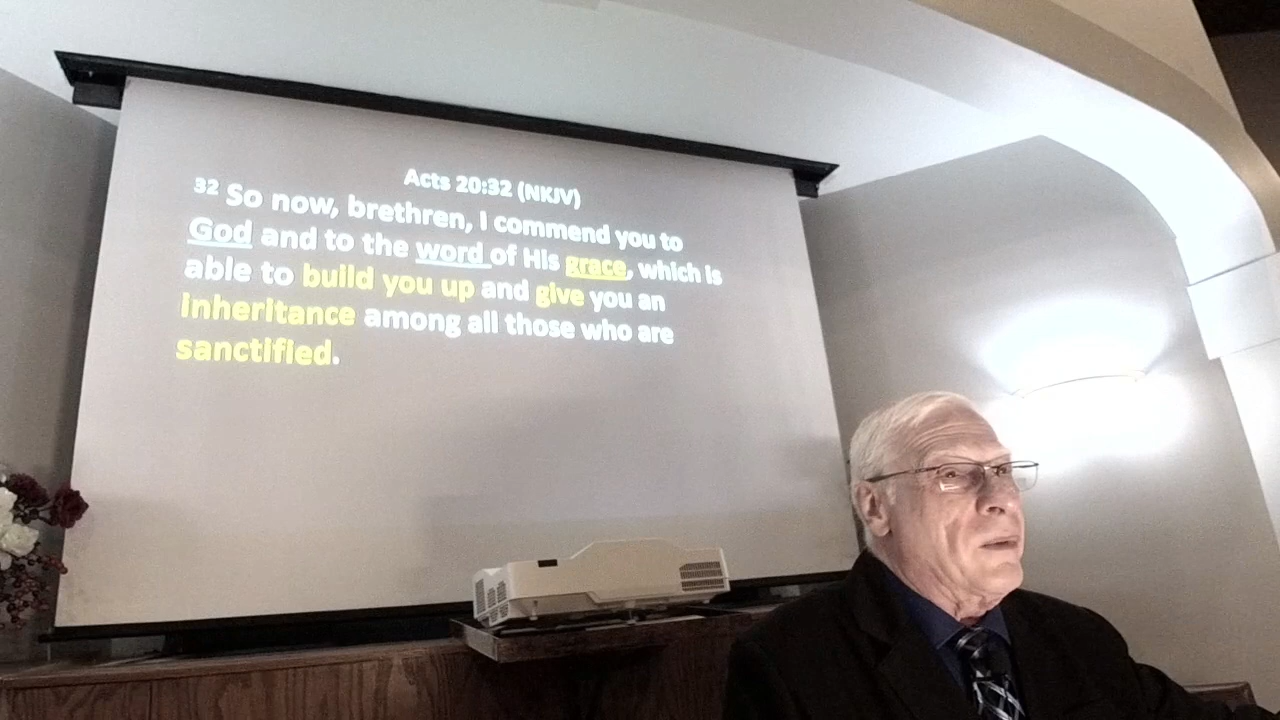 Acts 20:32 (NKJV)
32 So now, brethren, I commend you to
God and to the word of His grace, which is
able to build you up and give you an
inheritance among all those who are
sanctified.